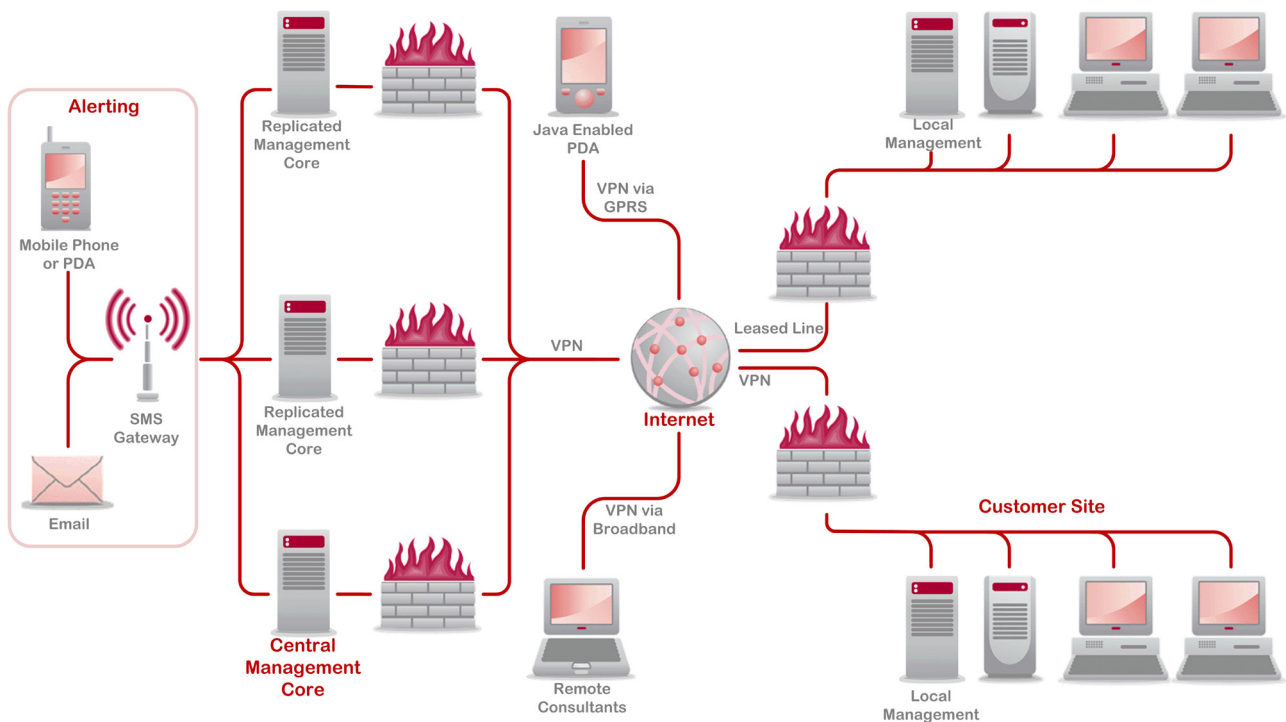 Alerting
Mobile Phone
or PDA
SMS
Gateway
Email
Replicated
Management
Core
Replicated
Management
Core
Central
Management
Core
VPN
Java Enabled
PDA
VPN via
GPRS
Internet
VPN via
Broadband
Remote
Consultants
Leased Line
VPN
Local
Management
Customer Site
Local
Management